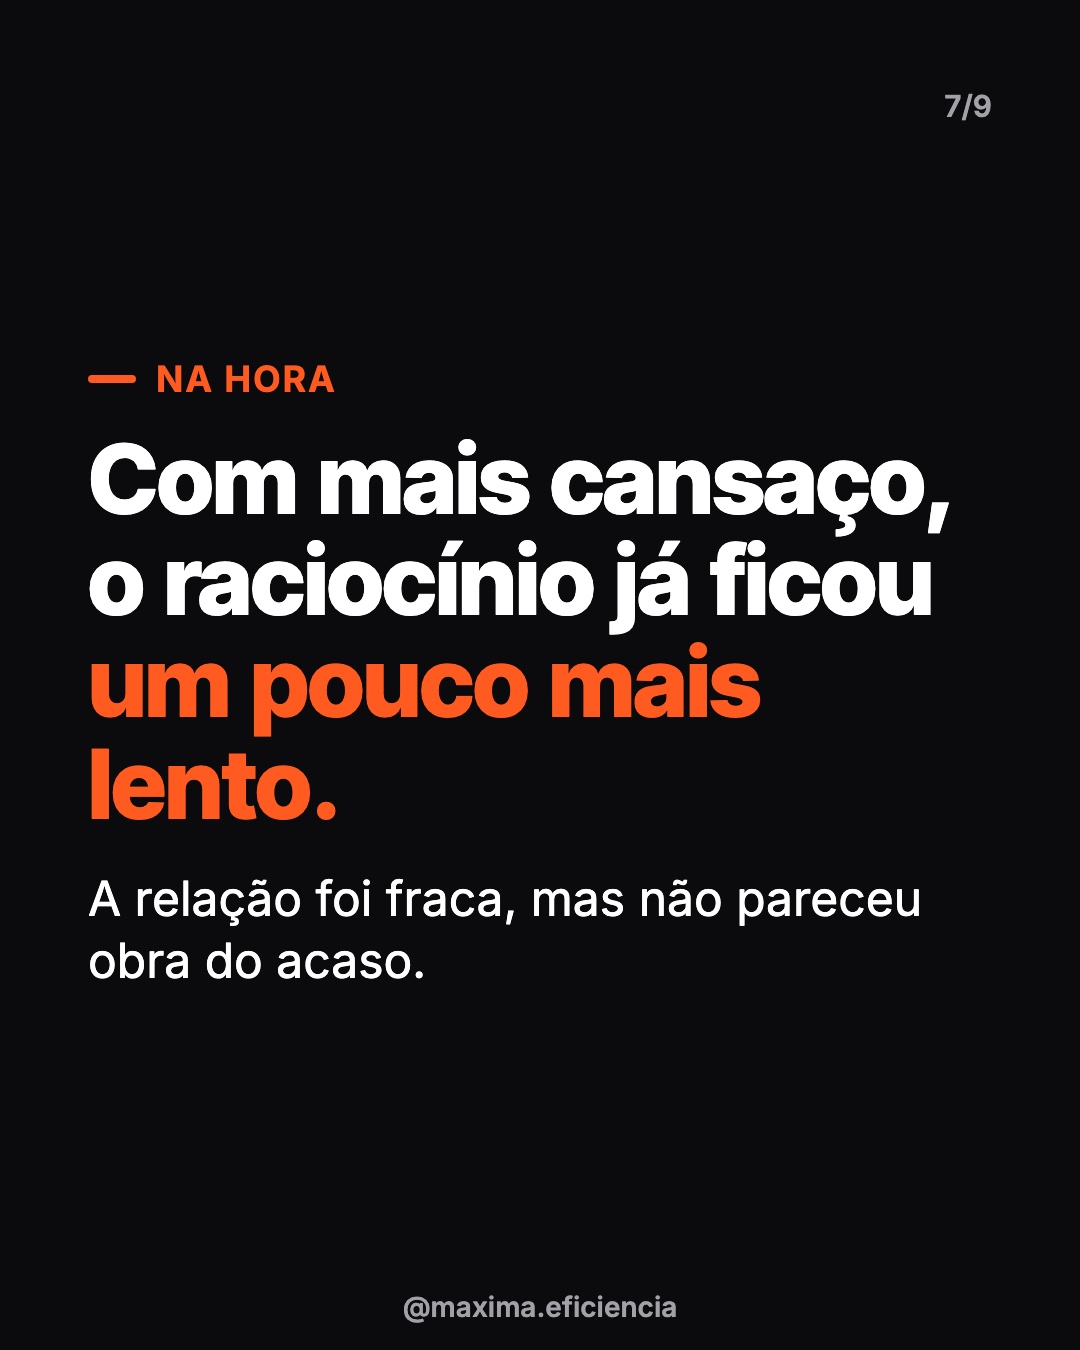 7/9
NA HORA
Com mais cansaço,
o raciocínio já ficou
um pouco mais
lento.
A relação foi fraca, mas não pareceu
obra do acaso.
@maxima.eficiencia